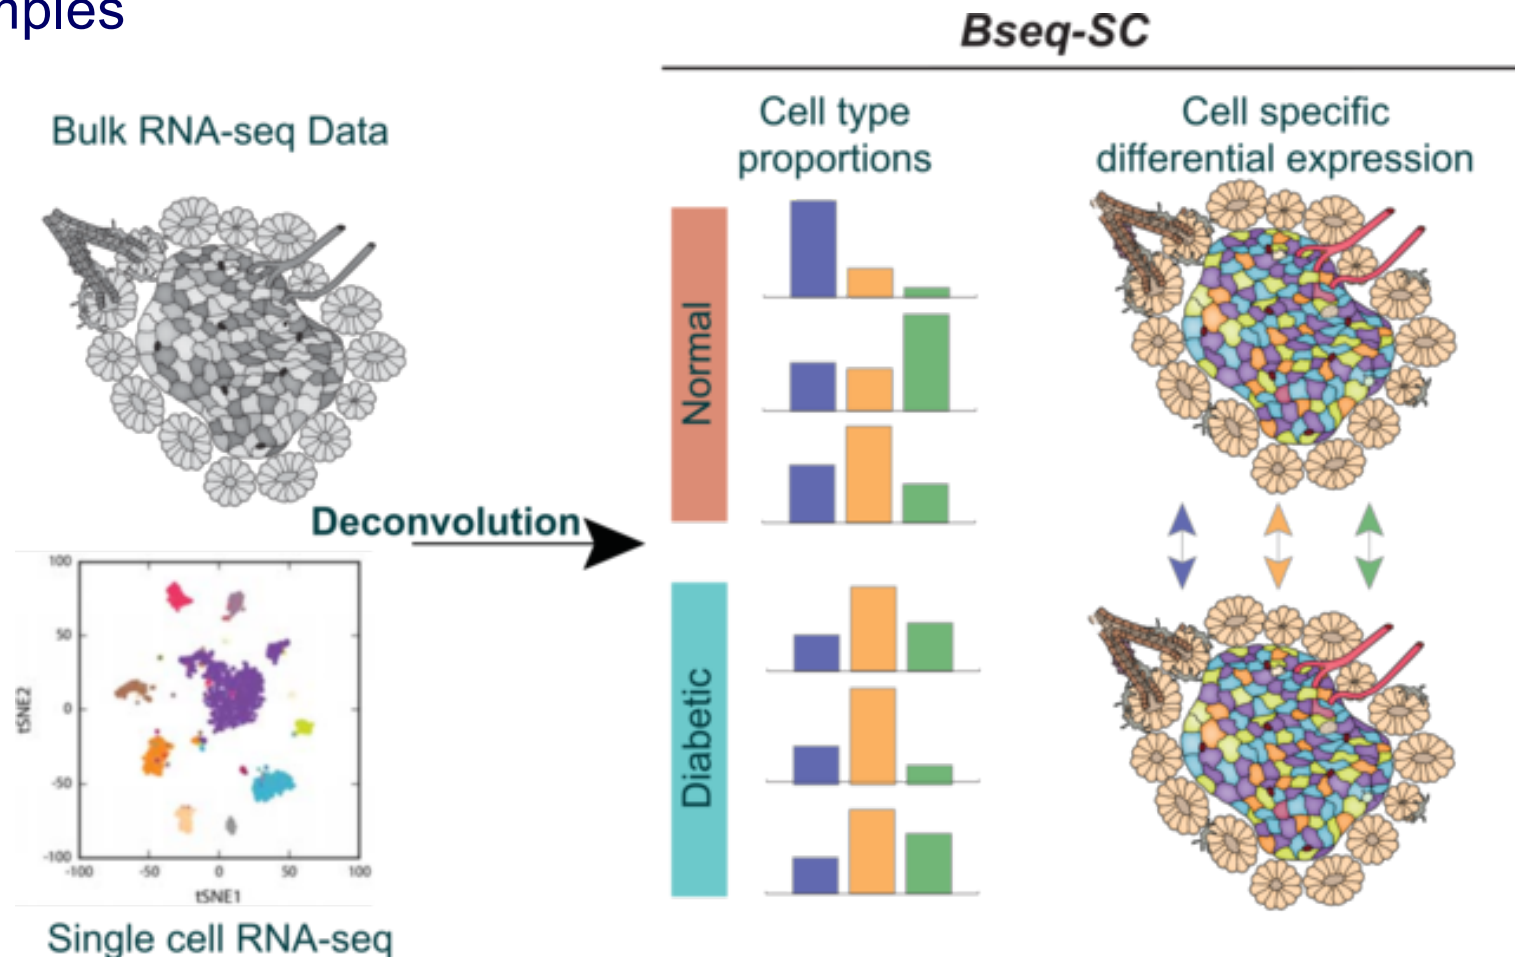 Bseq-SC
Bulk RNA-seq Data
Cell type
proportions
Cell specific
differential expression
Normal
Deconvolution
Diabetic
100
50
0
-50
-100
-100
-50
0
50
100
tSNE2
tSNE1
Single cell RNA-seq